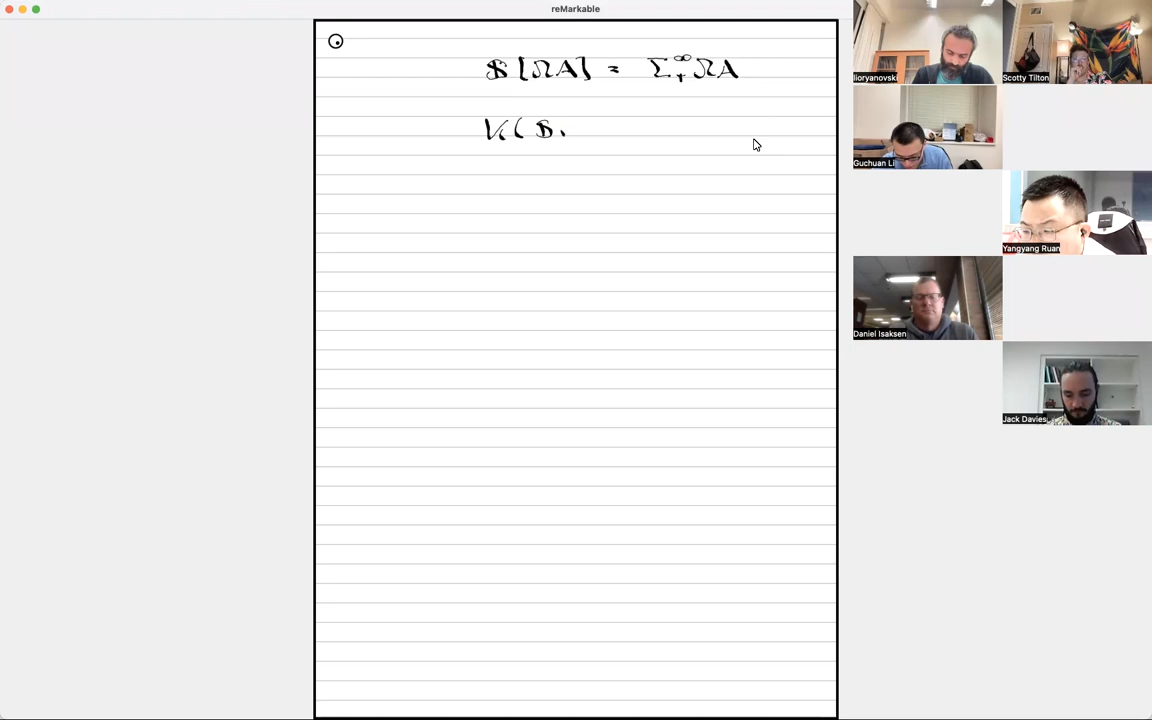 reMarkable
𝕊[ΩA] = Σ₊^∞ ΩA
K(𝕊.
lioryanovski
Scotty Tilton
Guchuan Li
Yangyang Ruan
Daniel Isaksen
Jack Davies